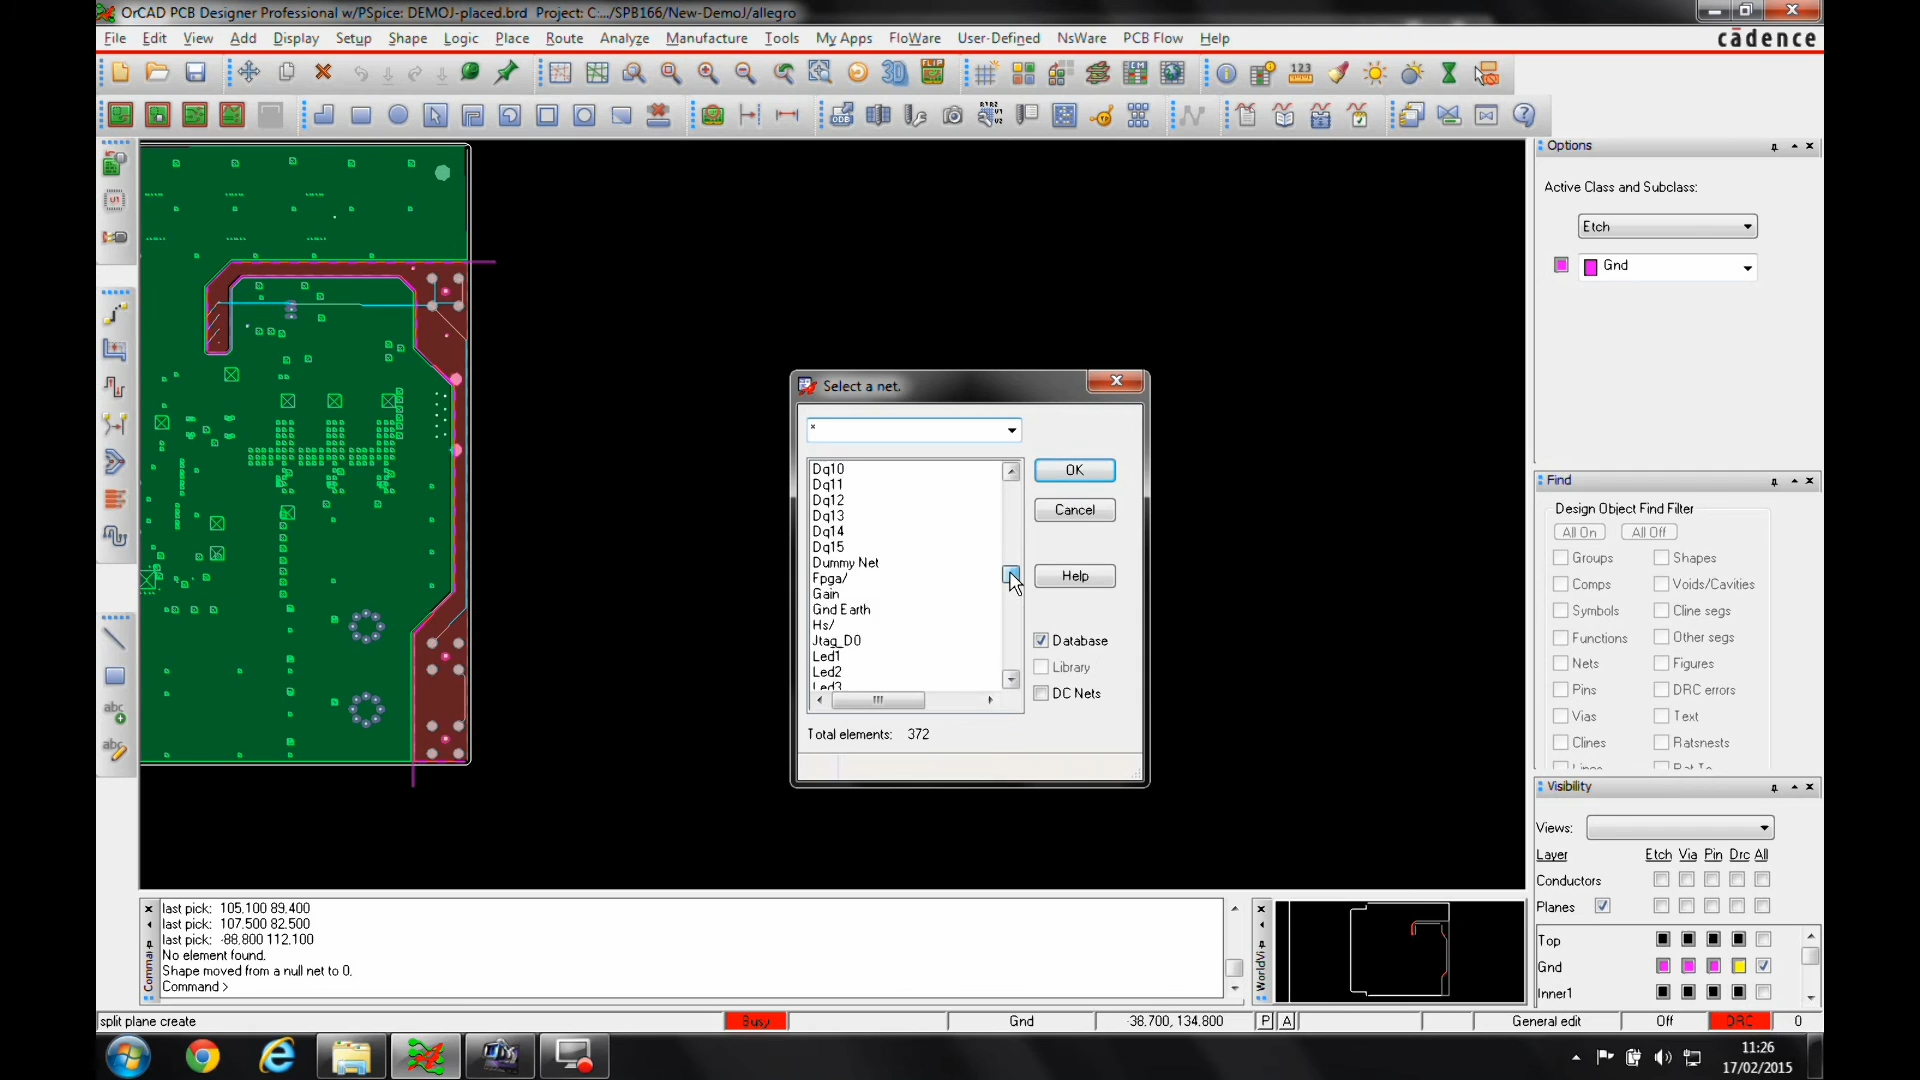 OrCAD PCB Designer Professional w/PSpice: DEMOJ-placed.brd  Project: C:.../SPB166/New-DemoJ/allegro
File Edit View Add Display Setup Shape Logic Place Route Analyze Manufacture Tools My Apps FloWare User-Defined NsWare PCB Flow Help
cādence
Options
Active Class and Subclass:
Etch
Gnd
Select a net.
*
Dq10
Dq11
Dq12
Dq13
Dq14
Dq15
Dummy Net
Fpga/
Gain
Gnd Earth
Hs/
Jtag_D0
Led1
Led2
Led3
OK
Cancel
Help
Database
Library
DC Nets
Total elements: 372
Find
Design Object Find Filter
All On All Off
Groups Shapes
Comps Voids/Cavities
Symbols Cline segs
Functions Other segs
Nets Figures
Pins DRC errors
Vias Text
Clines Ratsnests
Lines Rat Ts
Visibility
Views:
Layer Etch Via Pin Drc All
Conductors
Planes
Top
Gnd
Inner1
last pick: 105.100 89.400
last pick: 107.500 82.500
last pick: -88.800 112.100
No element found.
Shape moved from a null net to 0.
Command >
Command
WorldVi
split plane create
Busy
Gnd
-38.700, 134.800
P A
General edit
Off
DRC
0
11:26
17/02/2015